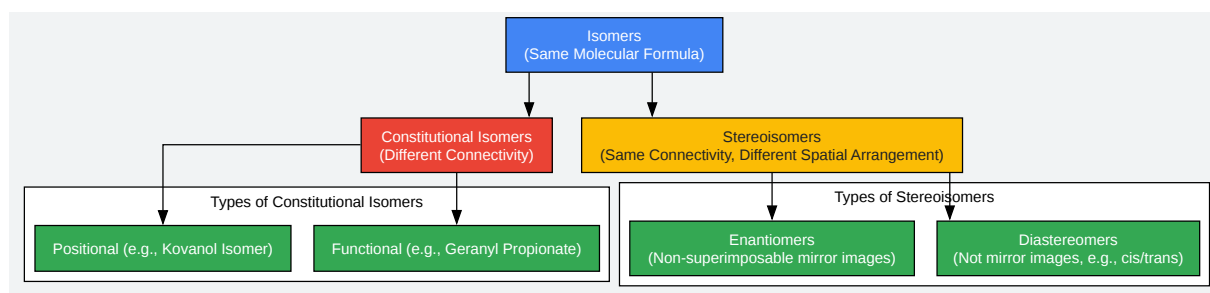 Isomers
(Same Molecular Formula)
Constitutional Isomers
(Different Connectivity)
Stereoisomers
(Same Connectivity, Different Spatial Arrangement)
Types of Constitutional Isomers
Positional (e.g., Kovanol Isomer)
Functional (e.g., Geranyl Propionate)
Types of Stereoisomers
Enantiomers
(Non-superimposable mirror images)
Diastereomers
(Not mirror images, e.g., cis/trans)